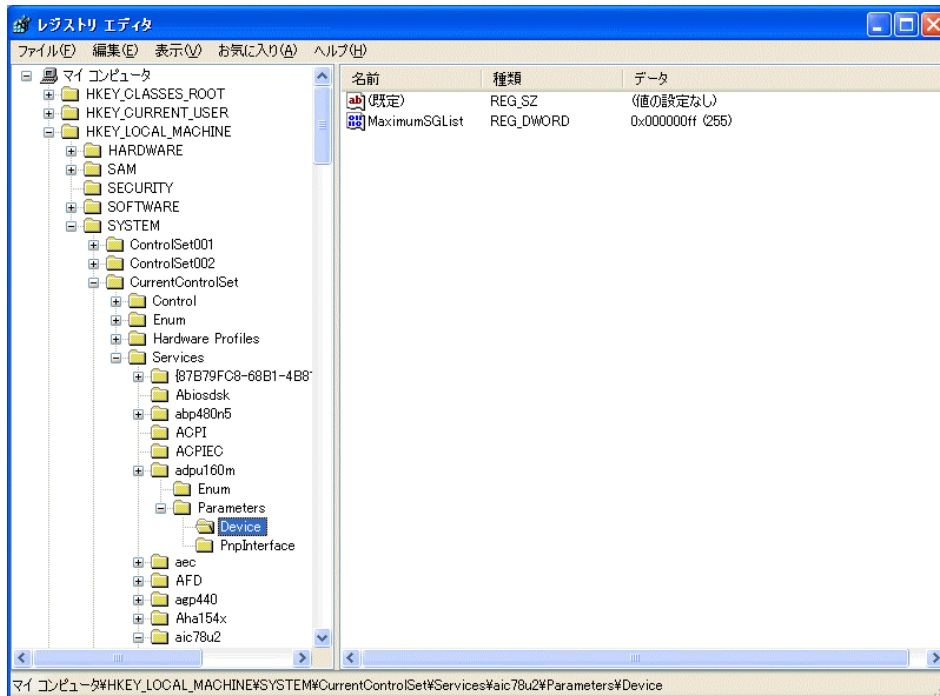 レジストリ エディタ
ファイル(F) 編集(E) 表示(V) お気に入り(A) ヘルプ(H)
マイ コンピュータ
HKEY_CLASSES_ROOT
HKEY_CURRENT_USER
HKEY_LOCAL_MACHINE
HARDWARE
SAM
SECURITY
SOFTWARE
SYSTEM
ControlSet001
ControlSet002
CurrentControlSet
Control
Enum
Hardware Profiles
Services
{87B79FC8-68B1-4B8
Abiosdsk
abp480n5
ACPI
ACPIEC
adpu160m
Enum
Parameters
Device
PnpInterface
aec
AFD
agp440
Aha154x
aic78u2
名前 種類 データ
(既定) REG_SZ (値の設定なし)
MaximumSGList REG_DWORD 0x000000ff (255)
マイ コンピュータ¥HKEY_LOCAL_MACHINE¥SYSTEM¥CurrentControlSet¥Services¥aic78u2¥Parameters¥Device